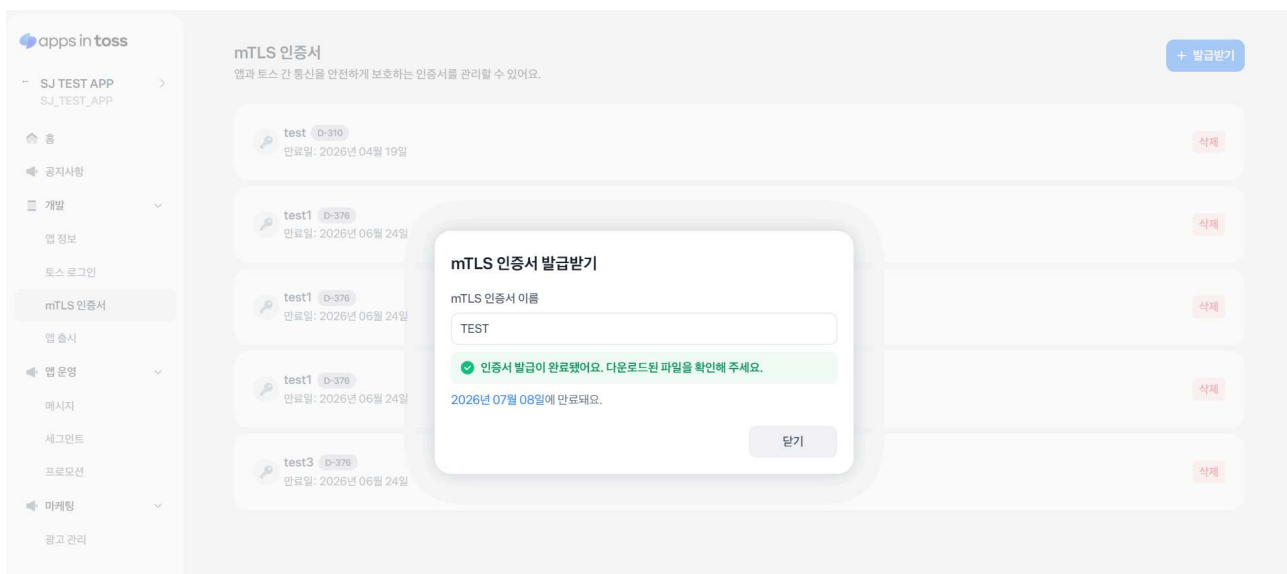 apps in toss
SJ TEST APP
SJ_TEST_APP
홈
공지사항
개발
앱 정보
토스 로그인
mTLS 인증서
앱 출시
앱 운영
메시지
세그먼트
프로모션
마케팅
광고 관리
mTLS 인증서
앱과 토스 간 통신을 안전하게 보호하는 인증서를 관리할 수 있어요.
+ 발급받기
test D-310
만료일: 2026년 04월 19일
삭제
test1 D-376
만료일: 2026년 06월 24일
삭제
test1 D-376
만료일: 2026년 06월 24일
삭제
test1 D-376
만료일: 2026년 06월 24일
삭제
test3 D-376
만료일: 2026년 06월 24일
삭제
mTLS 인증서 발급받기
mTLS 인증서 이름
TEST
인증서 발급이 완료됐어요. 다운로드된 파일을 확인해 주세요.
2026년 07월 08일에 만료돼요.
닫기